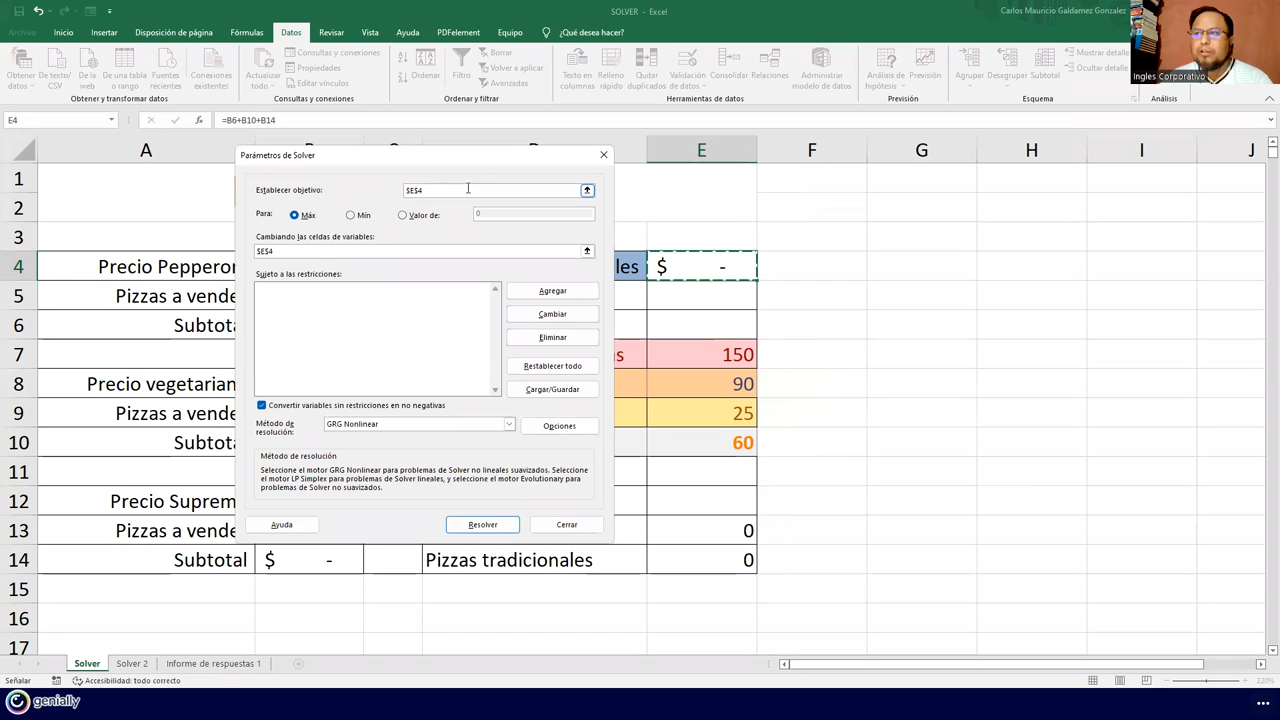 SOLVER - Excel
Carlos Mauricio Galdamez Gonzalez
Archivo Inicio Insertar Disposición de página Fórmulas Datos Revisar Vista Ayuda PDFelement Equipo ¿Qué desea hacer?
Obtener datos
De texto/ CSV
De la web
De una tabla o rango
Fuentes recientes
Conexiones existentes
Obtener y transformar datos
Actualizar todo
Consultas y conexiones
Propiedades
Editar vínculos
Consultas y conexiones
Ordenar
Filtro
Borrar
Volver a aplicar
Avanzadas
Ordenar y filtrar
Texto en columnas
Relleno rápido
Quitar duplicados
Validación de datos
Consolidar
Relaciones
Administrar modelo de datos
Herramientas de datos
Análisis de hipótesis
Previsión
Previsión
Agrupar
Desagrupar
Subtotal
Mostrar detalle
Ocultar detalle
Esquema
Análisis
Ingles Corporativo
E4
fx
=B6+B10+B14
A E F G H I J
1
2
3
4 Precio Pepperon les $ -
5 Pizzas a vende
6 Subtota
7 as 150
8 Precio vegetarian 90
9 Pizzas a vende 25
10 Subtota 60
11
12 Precio Suprem
13 Pizzas a vende 0
14 Subtotal $ - Pizzas tradicionales 0
15
16
17
Parámetros de Solver
Establecer objetivo: $E$4
Para: Máx Mín Valor de: 0
Cambiando las celdas de variables:
$E$4
Sujeto a las restricciones:
Agregar
Cambiar
Eliminar
Restablecer todo
Cargar/Guardar
Convertir variables sin restricciones en no negativas
Método de resolución: GRG Nonlinear
Opciones
Método de resolución
Seleccione el motor GRG Nonlinear para problemas de Solver no lineales suavizados. Seleccione
el motor LP Simplex para problemas de Solver lineales, y seleccione el motor Evolutionary para
problemas de Solver no suavizados.
Ayuda Resolver Cerrar
Solver Solver 2 Informe de respuestas 1
Señalar Accesibilidad: todo correcto 220%
genially